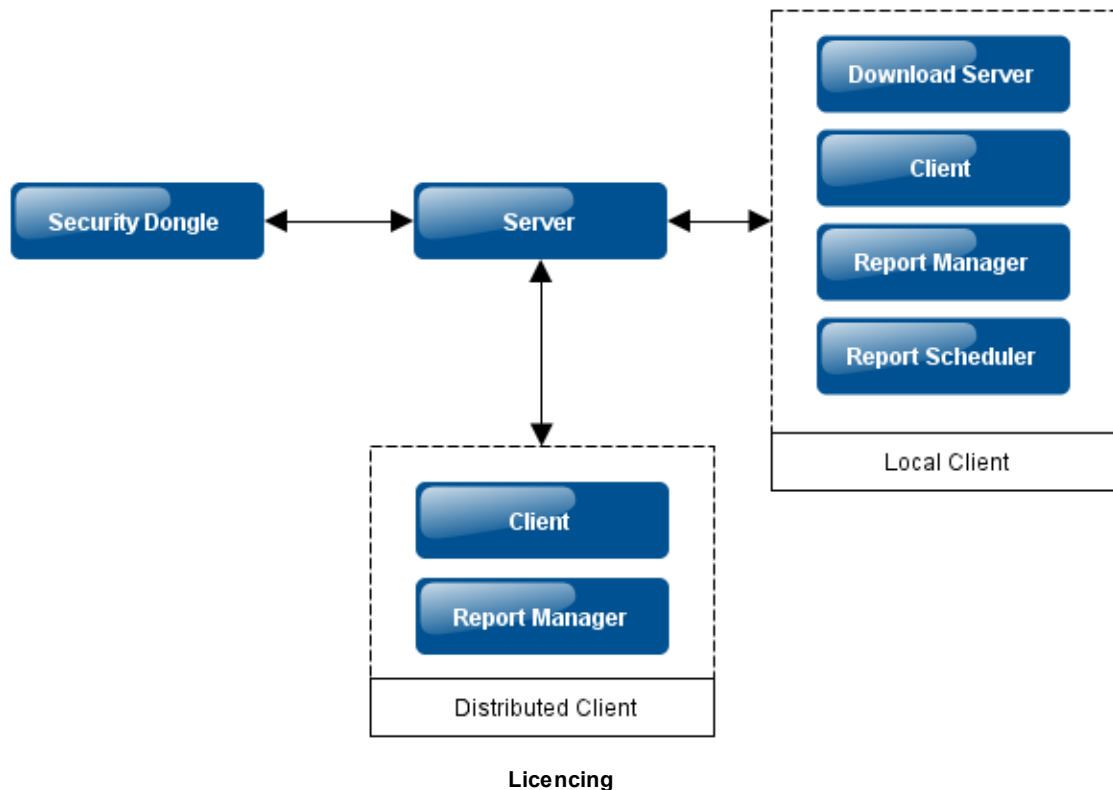 Download Server
Client
Security Dongle
Server
Report Manager
Report Scheduler
Local Client
Client
Report Manager
Distributed Client
Licencing